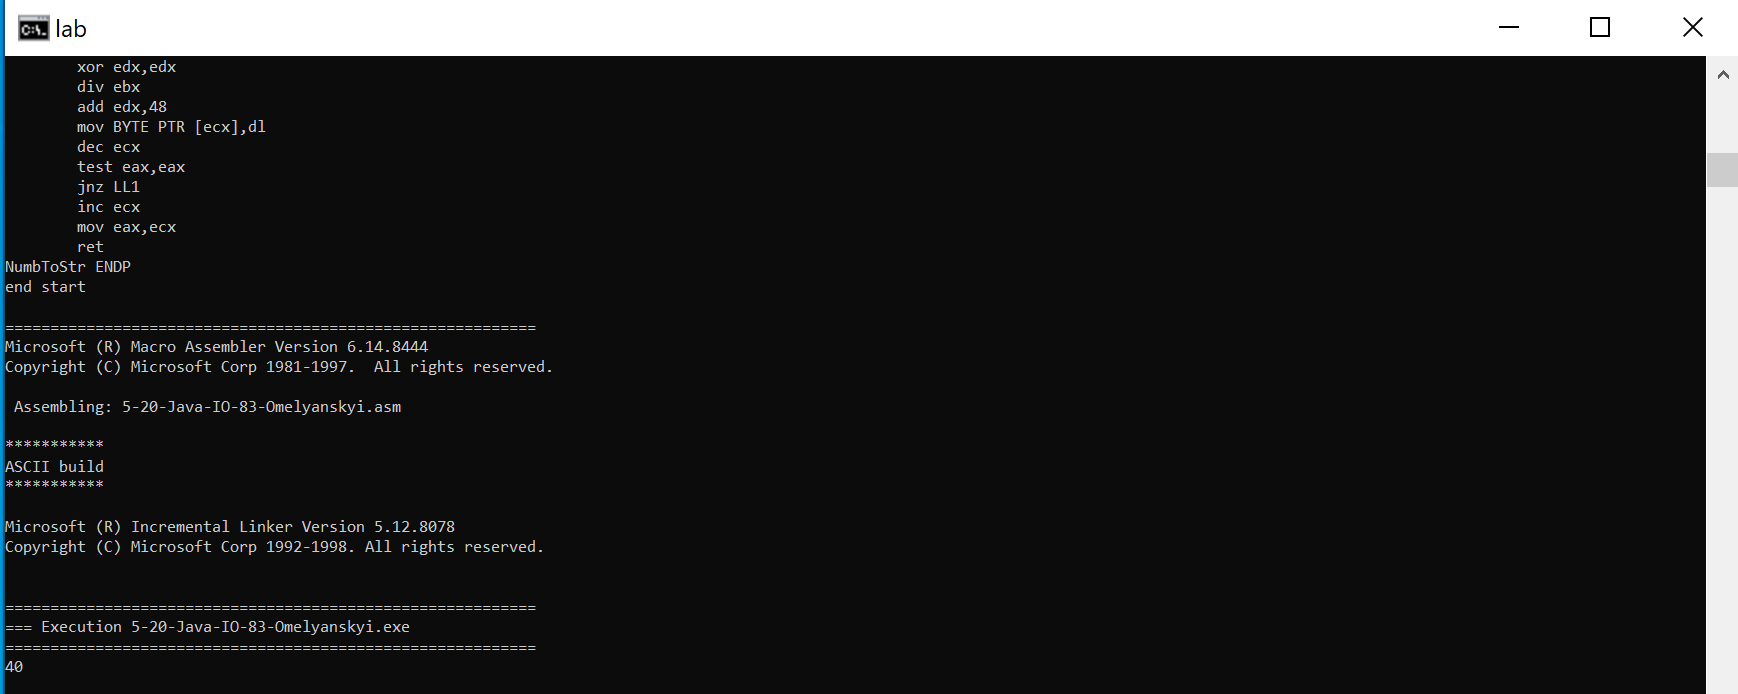 C:\.
lab
xor edx,edx
div ebx
add edx,48
mov BYTE PTR [ecx],dl
dec ecx
test eax,eax
jnz LL1
inc ecx
mov eax,ecx
ret
NumbToStr ENDP
end start
===========================================================
Microsoft (R) Macro Assembler Version 6.14.8444
Copyright (C) Microsoft Corp 1981-1997.  All rights reserved.
Assembling: 5-20-Java-IO-83-Omelyanskyi.asm
***********
ASCII build
***********
Microsoft (R) Incremental Linker Version 5.12.8078
Copyright (C) Microsoft Corp 1992-1998. All rights reserved.
===========================================================
=== Execution 5-20-Java-IO-83-Omelyanskyi.exe
===========================================================
40